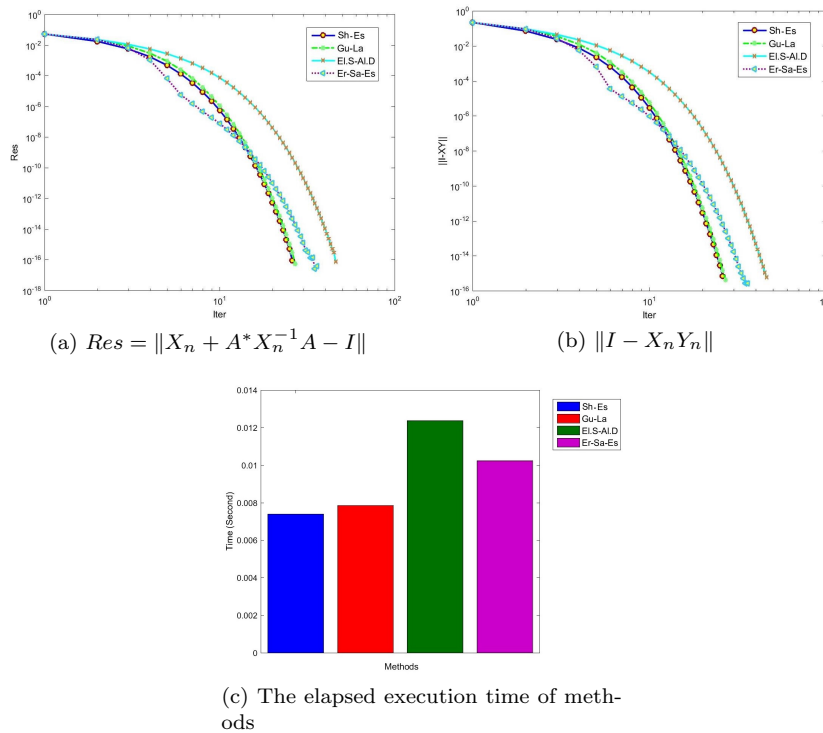 10^0
10^-2
10^-4
10^-6
10^-8
10^-10
10^-12
10^-14
10^-16
10^-18
Res
10^0
10^1
10^2
Iter
Sh-Es
Gu-La
El.S-Al.D
Er-Sa-Es
(a) Res = ‖X_n + A^*X_n^{-1}A − I‖
10^0
10^-2
10^-4
10^-6
10^-8
10^-10
10^-12
10^-14
10^-16
||I-XY||
10^0
10^1
Iter
Sh-Es
Gu-La
El.S-Al.D
Er-Sa-Es
(b) ‖I − X_nY_n‖
0.014
0.012
0.01
0.008
0.006
0.004
0.002
0
Time (Second)
Methods
Sh-Es
Gu-La
El.S-Al.D
Er-Sa-Es
(c) The elapsed execution time of meth-
ods